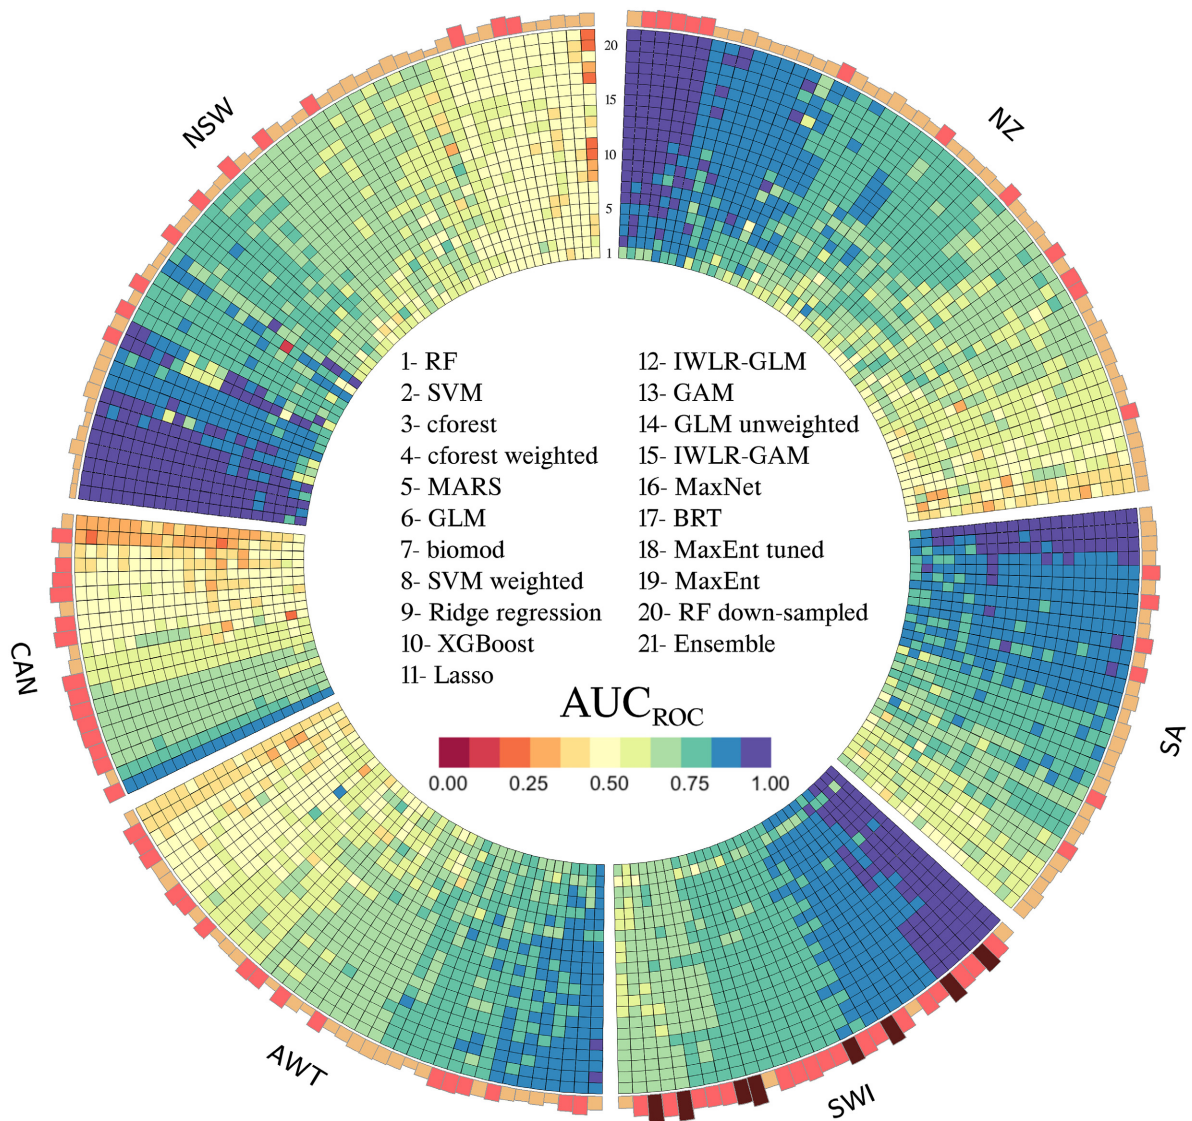 NSW
NZ
20
15
10
5
1
1- RF
2- SVM
3- cforest
4- cforest weighted
5- MARS
6- GLM
7- biomod
8- SVM weighted
9- Ridge regression
10- XGBoost
11- Lasso
12- IWLR-GLM
13- GAM
14- GLM unweighted
15- IWLR-GAM
16- MaxNet
17- BRT
18- MaxEnt tuned
19- MaxEnt
20- RF down-sampled
21- Ensemble
AUCROC
0.00 0.25 0.50 0.75 1.00
CAN
SA
AWT
SWI